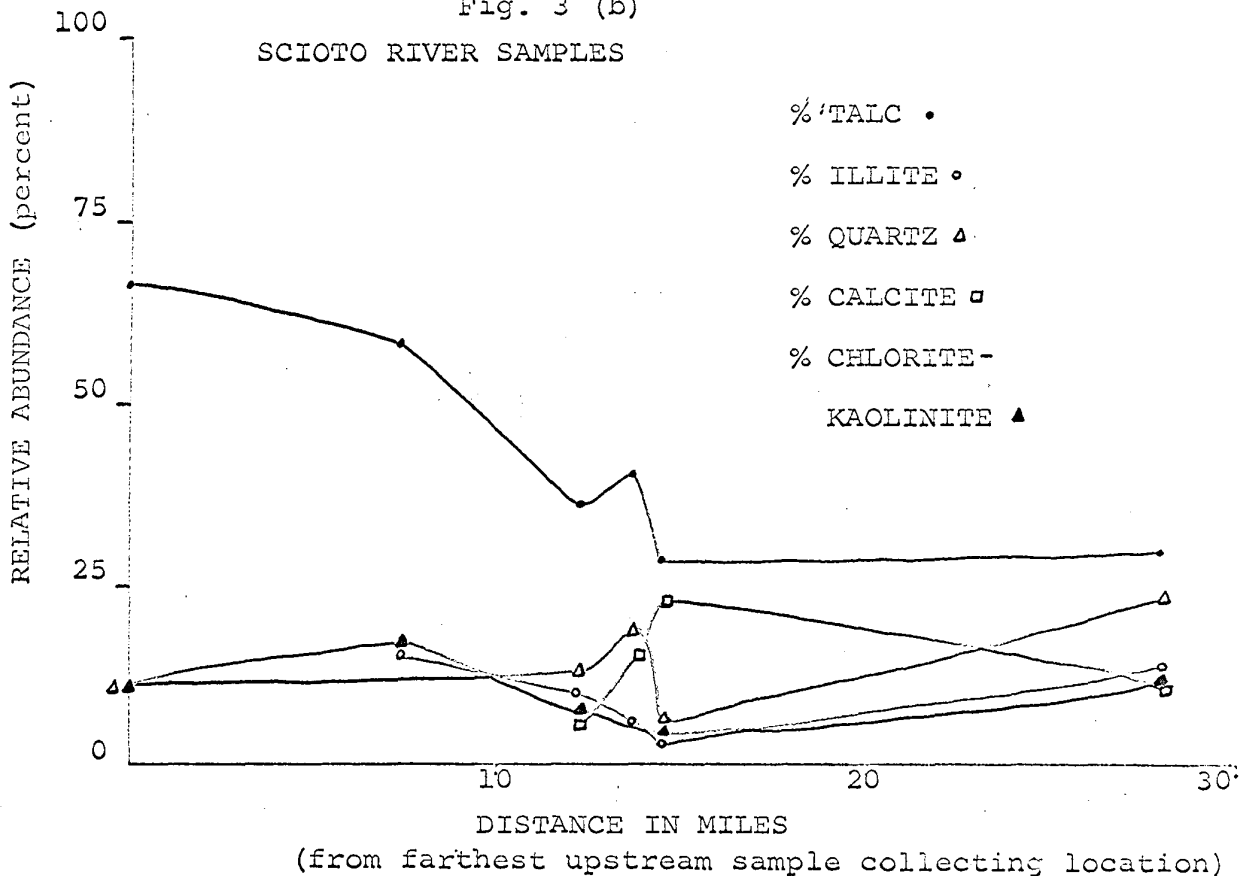 Fig. 3 (b)
SCIOTO RIVER SAMPLES
% TALC
% ILLITE
% QUARTZ
% CALCITE
% CHLORITE-
KAOLINITE
RELATIVE ABUNDANCE (percent)
100
75
50
25
0
10
20
30
DISTANCE IN MILES
(from farthest upstream sample collecting location)